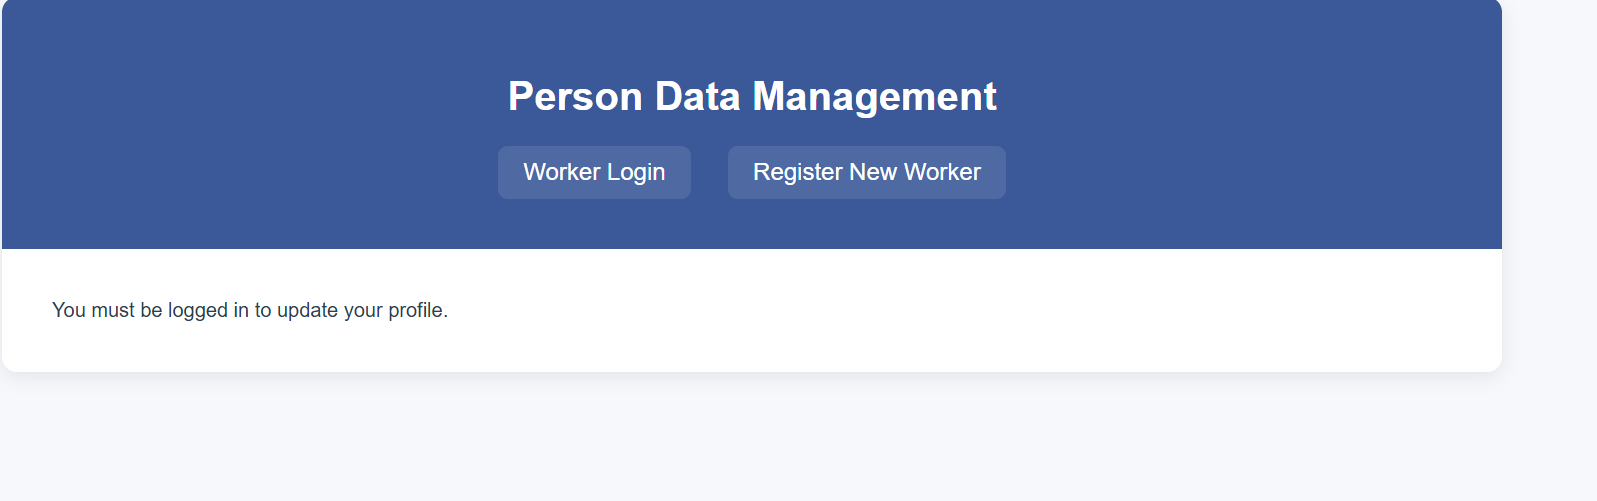 Person Data Management
Worker Login
Register New Worker
You must be logged in to update your profile.